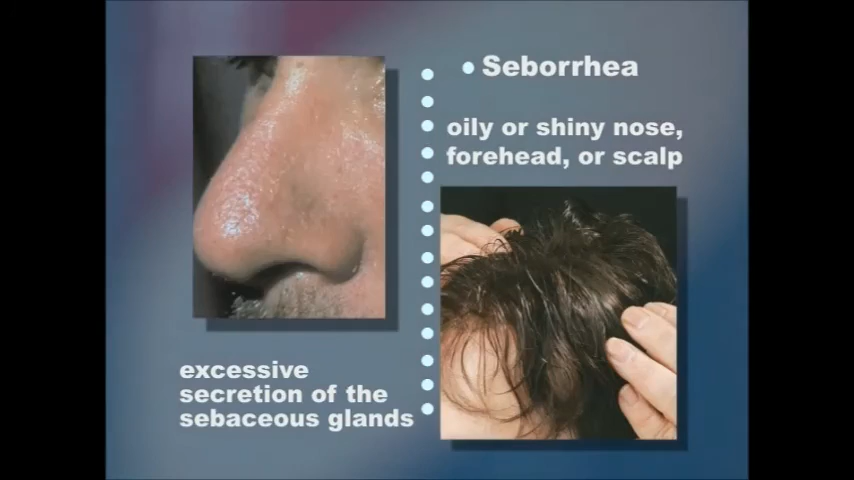 • Seborrhea
oily or shiny nose,
forehead, or scalp
excessive
secretion of the
sebaceous glands